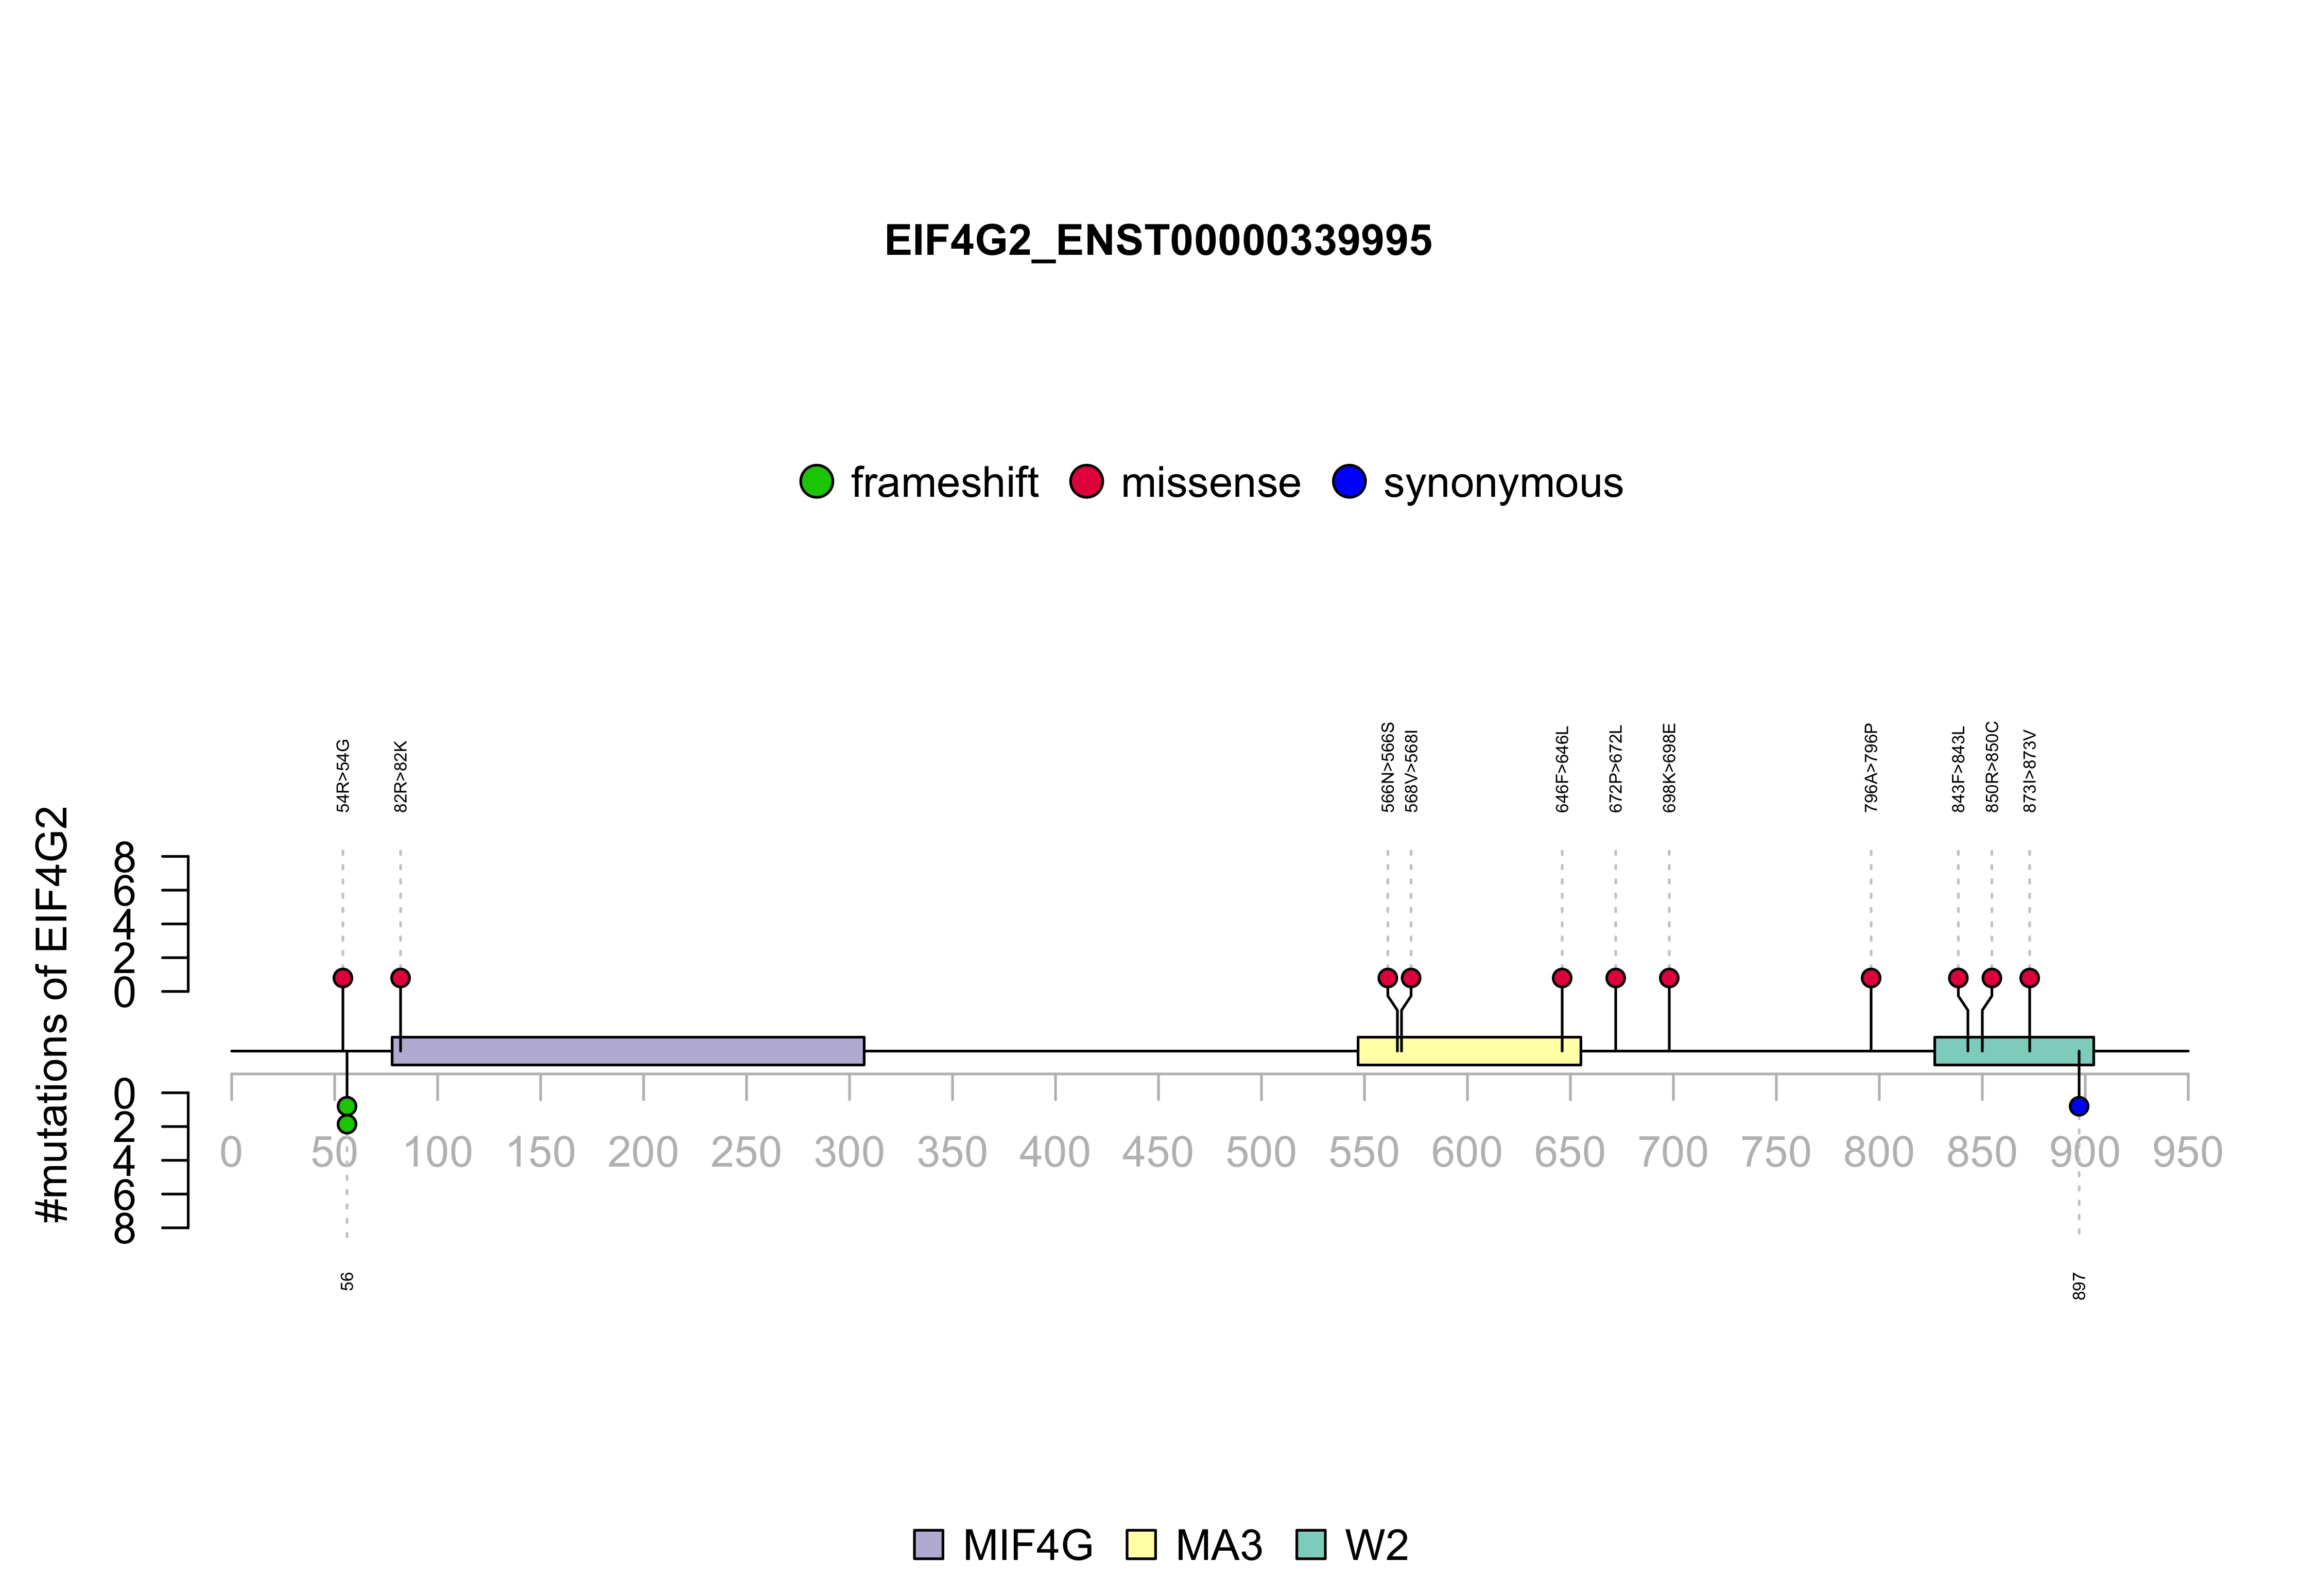 EIF4G2_ENST00000339995
frameshift missense synonymous
54R>54G 82R>82K 566N>566S 568V>568I 646F>646L 672P>672L 698K>698E 796A>796P 843F>843L 850R>850C 873I>873V
#mutations of EIF4G2
8
6
4
2
0
0
2
4
6
8
0 50 100 150 200 250 300 350 400 450 500 550 600 650 700 750 800 850 900 950
56 897
MIF4G MA3 W2